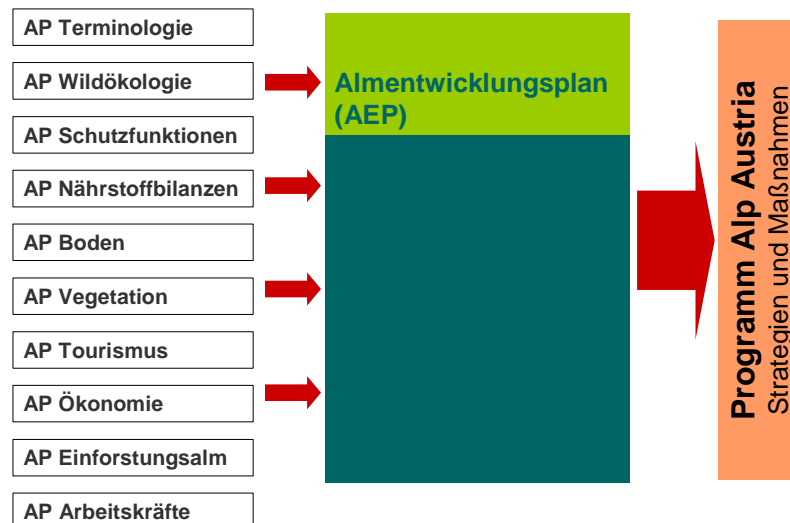 AP Terminologie
AP Wildökologie
AP Schutzfunktionen
AP Nährstoffbilanzen
AP Boden
AP Vegetation
AP Tourismus
AP Ökonomie
AP Einforstungsalm
AP Arbeitskräfte
Almentwicklungsplan
(AEP)
Programm Alp Austria
Strategien und Maßnahmen